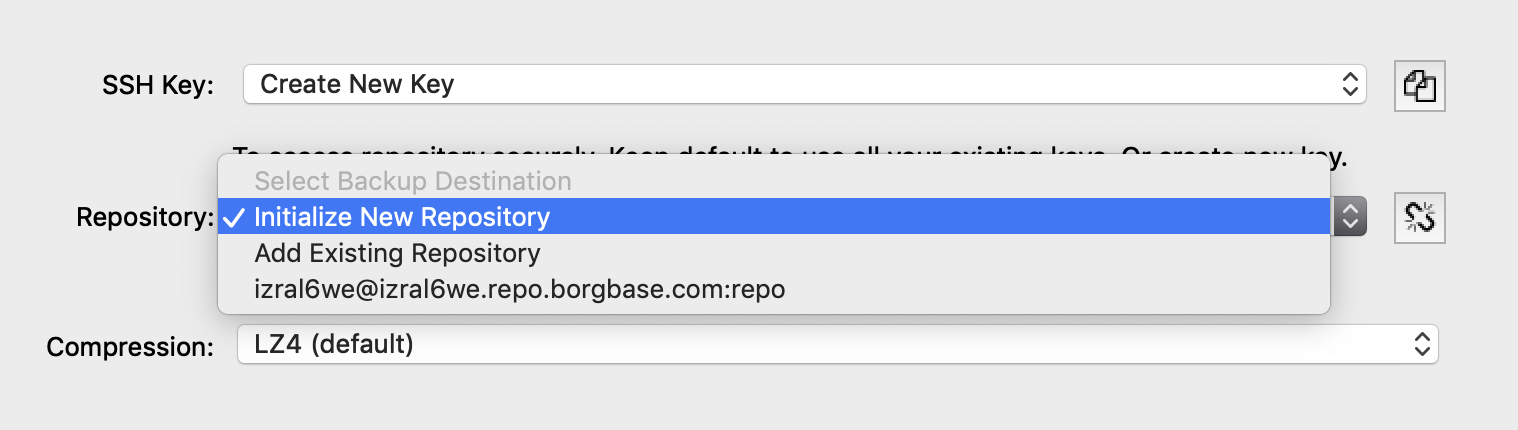 SSH Key: Create New Key
To access repository securely. Keep default to use all your existing keys. Or create new key.
Select Backup Destination
Repository: Initialize New Repository
Add Existing Repository
izral6we@izral6we.repo.borgbase.com:repo
Compression: LZ4 (default)